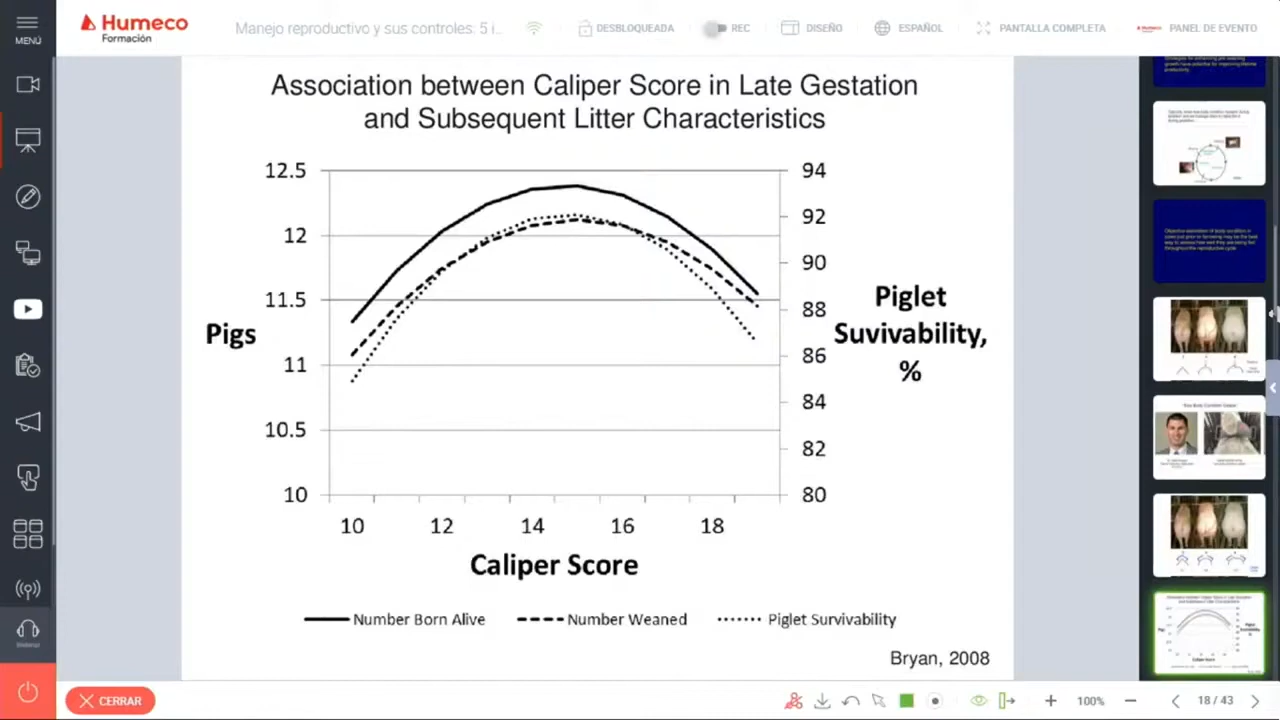 MENÚ
Humeco
Formación
Manejo reproductivo y sus controles: 5 i...
DESBLOQUEADA
REC
DISEÑO
ESPAÑOL
PANTALLA COMPLETA
Humeco
PANEL DE EVENTO
Association between Caliper Score in Late Gestation
and Subsequent Litter Characteristics
12.5
12
11.5
11
10.5
10
Pigs
94
92
90
88
86
84
82
80
Piglet
Suvivability,
%
10 12 14 16 18
Caliper Score
Number Born Alive
Number Weaned
Piglet Survivability
Bryan, 2008
CERRAR
100%
18 / 43